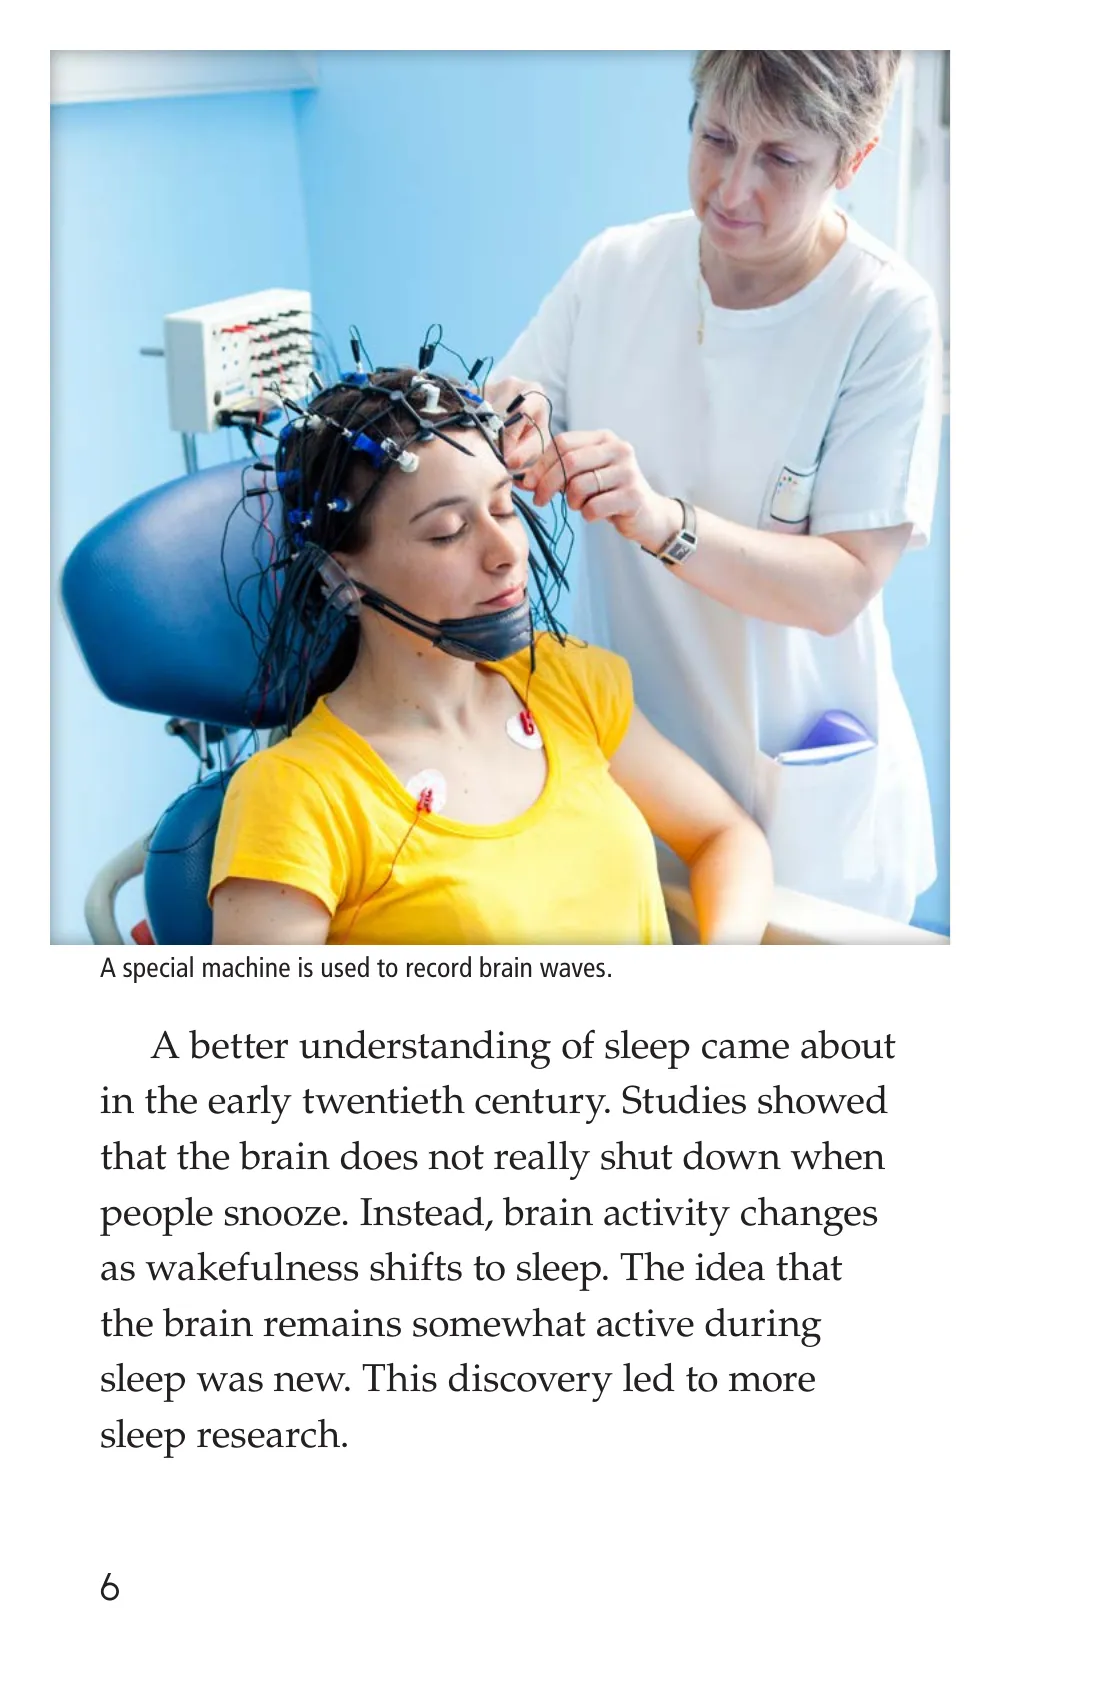 A special machine is used to record brain waves.
A better understanding of sleep came about
in the early twentieth century. Studies showed
that the brain does not really shut down when
people snooze. Instead, brain activity changes
as wakefulness shifts to sleep. The idea that
the brain remains somewhat active during
sleep was new. This discovery led to more
sleep research.
6